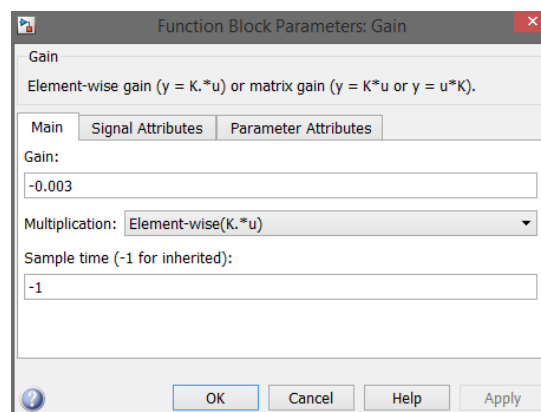 Function Block Parameters: Gain
Gain
Element-wise gain (y = K.*u) or matrix gain (y = K*u or y = u*K).
Main Signal Attributes Parameter Attributes
Gain:
-0.003
Multiplication: Element-wise(K.*u)
Sample time (-1 for inherited):
-1
OK Cancel Help Apply